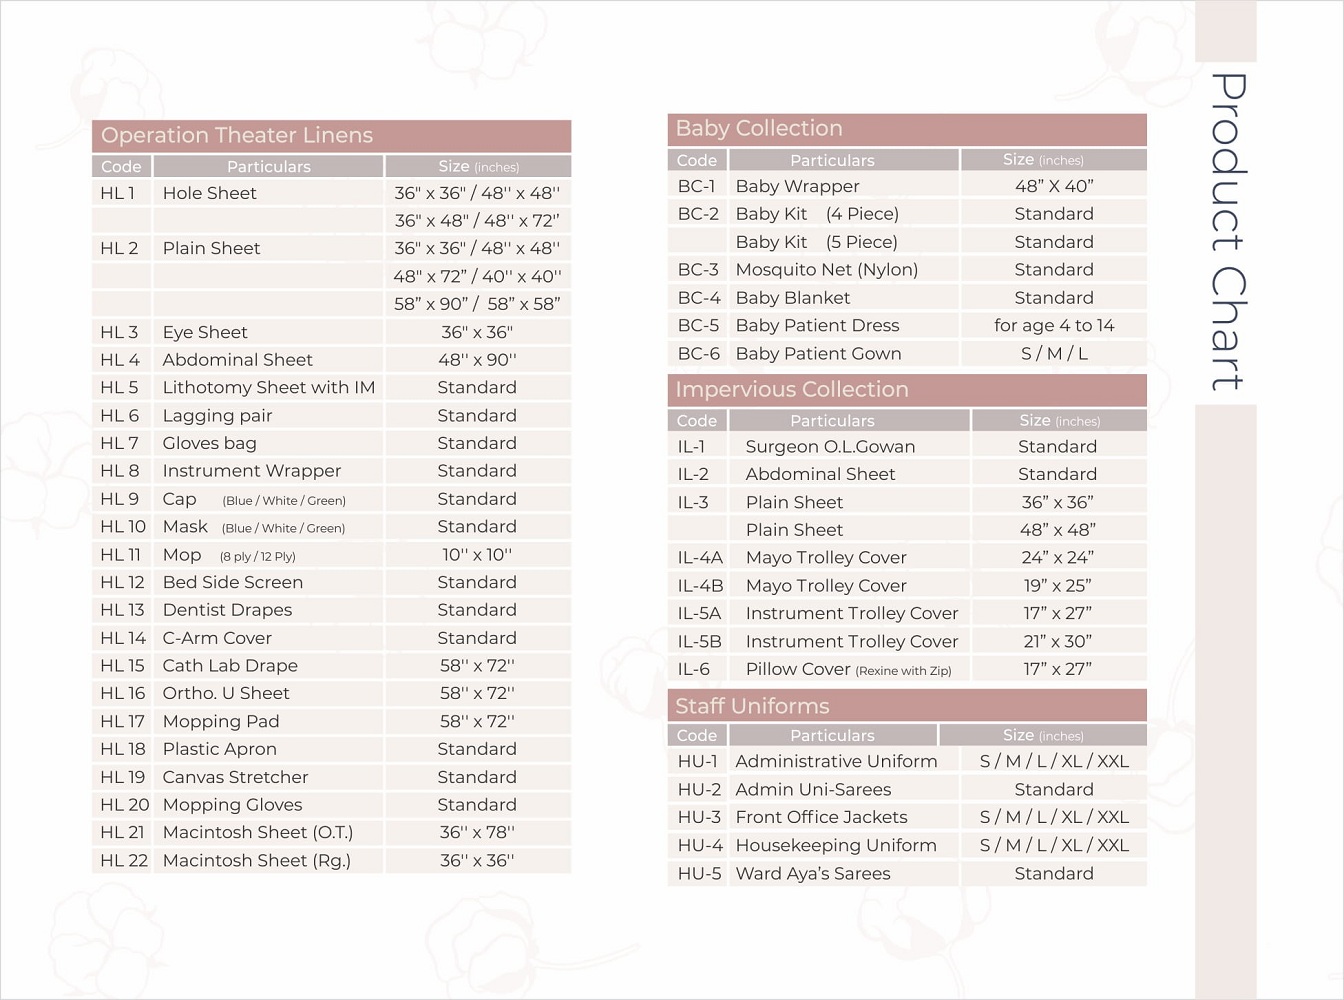 Product Chart
Operation Theater Linens
Code Particulars Size (inches)
HL 1 Hole Sheet 36" x 36" / 48'' x 48''
36" x 48" / 48'' x 72''
HL 2 Plain Sheet 36" x 36"/ 48'' x 48''
48" x 72” / 40'' x 40''
58” x 90” / 58” x 58”
HL 3 Eye Sheet 36" x 36"
HL 4 Abdominal Sheet 48'' x 90''
HL 5 Lithotomy Sheet with IM Standard
HL 6 Lagging pair Standard
HL 7 Gloves bag Standard
HL 8 Instrument Wrapper Standard
HL 9 Cap (Blue / White / Green) Standard
HL 10 Mask (Blue / White / Green) Standard
HL 11 Mop (8 ply / 12 Ply) 10'' x 10''
HL 12 Bed Side Screen Standard
HL 13 Dentist Drapes Standard
HL 14 C-Arm Cover Standard
HL 15 Cath Lab Drape 58'' x 72''
HL 16 Ortho. U Sheet 58'' x 72''
HL 17 Mopping Pad 58'' x 72''
HL 18 Plastic Apron Standard
HL 19 Canvas Stretcher Standard
HL 20 Mopping Gloves Standard
HL 21 Macintosh Sheet (O.T.) 36'' x 78''
HL 22 Macintosh Sheet (Rg.) 36'' x 36''
Baby Collection
Code Particulars Size (inches)
BC-1 Baby Wrapper 48” X 40”
BC-2 Baby Kit (4 Piece) Standard
Baby Kit (5 Piece) Standard
BC-3 Mosquito Net (Nylon) Standard
BC-4 Baby Blanket Standard
BC-5 Baby Patient Dress for age 4 to 14
BC-6 Baby Patient Gown S / M / L
Impervious Collection
Code Particulars Size (inches)
IL-1 Surgeon O.L.Gowan Standard
IL-2 Abdominal Sheet Standard
IL-3 Plain Sheet 36” x 36”
Plain Sheet 48” x 48”
IL-4A Mayo Trolley Cover 24” x 24”
IL-4B Mayo Trolley Cover 19” x 25”
IL-5A Instrument Trolley Cover 17” x 27”
IL-5B Instrument Trolley Cover 21” x 30”
IL-6 Pillow Cover (Rexine with Zip) 17” x 27”
Staff Uniforms
Code Particulars Size (inches)
HU-1 Administrative Uniform S / M / L / XL / XXL
HU-2 Admin Uni-Sarees Standard
HU-3 Front Office Jackets S / M / L / XL / XXL
HU-4 Housekeeping Uniform S / M / L / XL / XXL
HU-5 Ward Aya’s Sarees Standard